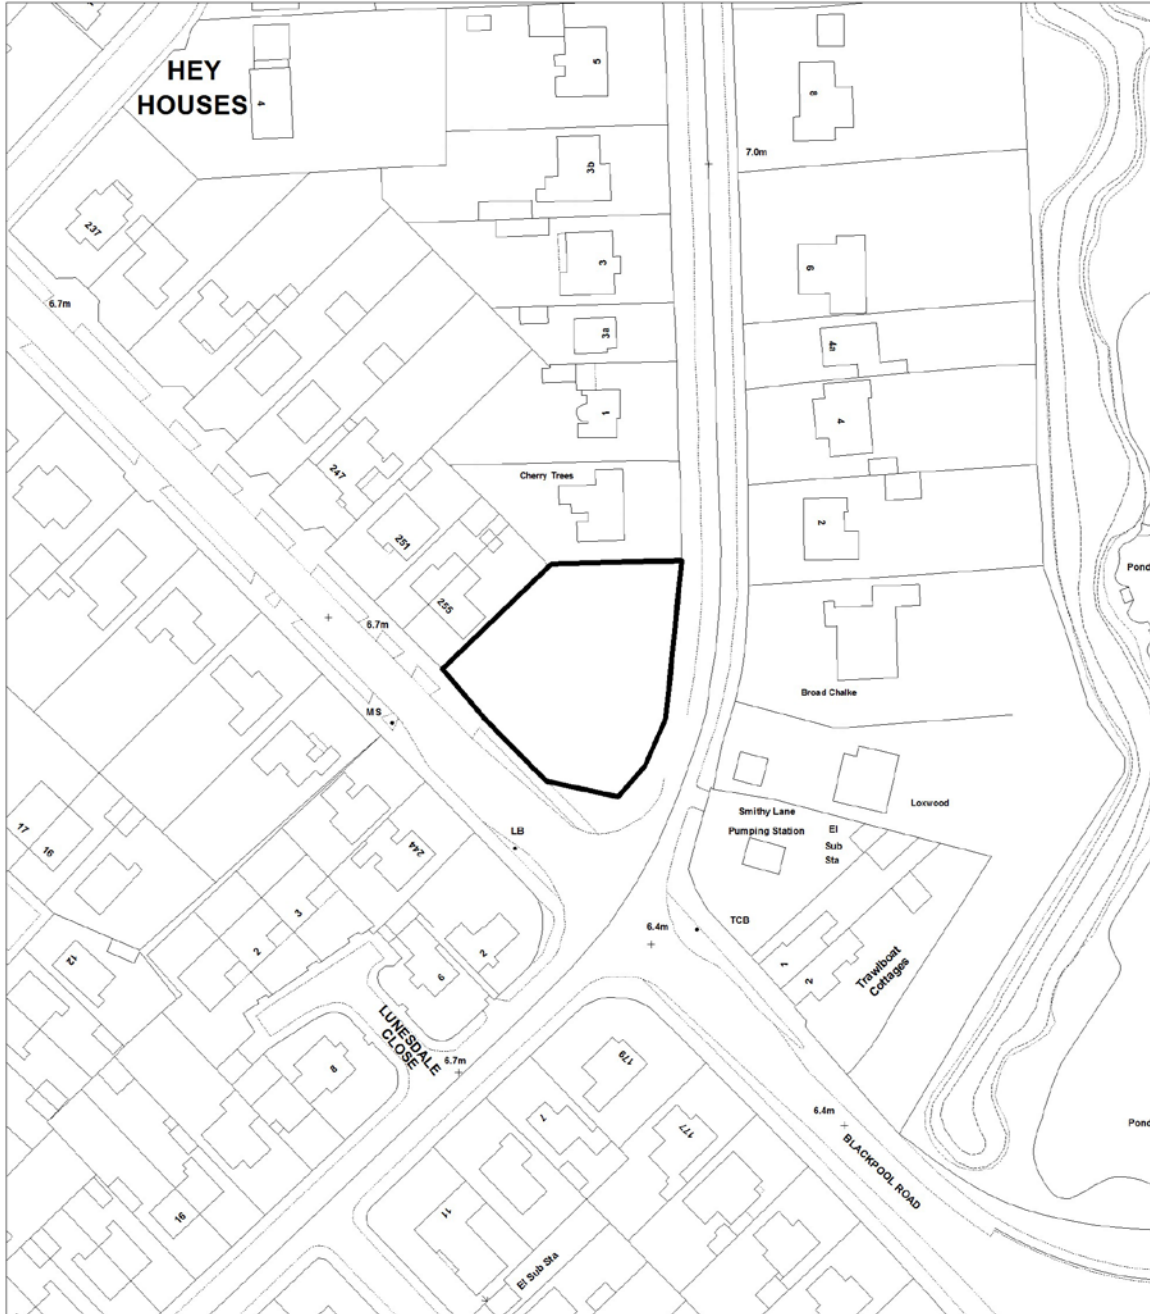 HEY
HOUSES
4
5
8
7.0m
3b
237
3
6
6.7m
3a
4a
1
4
247
Cherry Trees
251
2
255
6.7m
Pond
Broad Chalke
MS
Loxwood
Smithy Lane
Pumping Station
El
Sub
Sta
17
16
LB
244
3
2
TCB
6.4m
12
9
2
1
2
Trawlboat
Cottages
LUNESDALE
CLOSE
6.7m
179
8
7
177
6.4m
Pond
BLACKPOOL ROAD
16
11
El Sub Sta